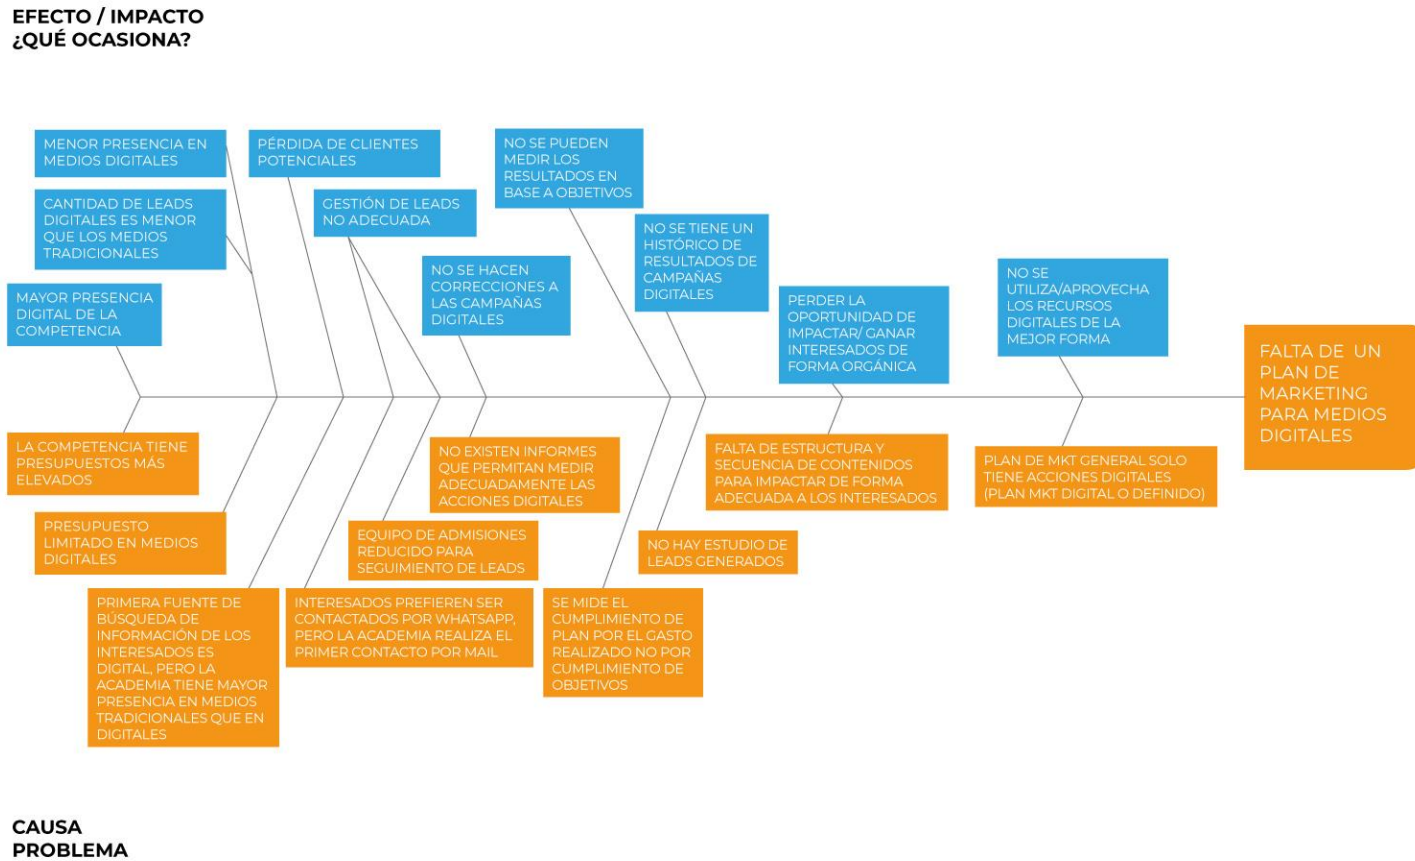 EFECTO / IMPACTO
¿QUÉ OCASIONA?
MENOR PRESENCIA EN
MEDIOS DIGITALES
PÉRDIDA DE CLIENTES
POTENCIALES
NO SE PUEDEN
MEDIR LOS
RESULTADOS EN
BASE A OBJETIVOS
CANTIDAD DE LEADS
DIGITALES ES MENOR
QUE LOS MEDIOS
TRADICIONALES
GESTIÓN DE LEADS
NO ADECUADA
NO SE TIENE UN
HISTÓRICO DE
RESULTADOS DE
CAMPAÑAS
DIGITALES
NO SE HACEN
CORRECCIONES A
LAS CAMPAÑAS
DIGITALES
NO SE
UTILIZA/APROVECHA
LOS RECURSOS
DIGITALES DE LA
MEJOR FORMA
MAYOR PRESENCIA
DIGITAL DE LA
COMPETENCIA
PERDER LA
OPORTUNIDAD DE
IMPACTAR/ GANAR
INTERESADOS DE
FORMA ORGÁNICA
FALTA DE UN
PLAN DE
MARKETING
PARA MEDIOS
DIGITALES
LA COMPETENCIA TIENE
PRESUPUESTOS MÁS
ELEVADOS
NO EXISTEN INFORMES
QUE PERMITAN MEDIR
ADECUADAMENTE LAS
ACCIONES DIGITALES
FALTA DE ESTRUCTURA Y
SECUENCIA DE CONTENIDOS
PARA IMPACTAR DE FORMA
ADECUADA A LOS INTERESADOS
PLAN DE MKT GENERAL SOLO
TIENE ACCIONES DIGITALES
(PLAN MKT DIGITAL O DEFINIDO)
PRESUPUESTO
LIMITADO EN MEDIOS
DIGITALES
EQUIPO DE ADMISIONES
REDUCIDO PARA
SEGUIMIENTO DE LEADS
NO HAY ESTUDIO DE
LEADS GENERADOS
PRIMERA FUENTE DE
BÚSQUEDA DE
INFORMACIÓN DE LOS
INTERESADOS ES
DIGITAL, PERO LA
ACADEMIA TIENE MAYOR
PRESENCIA EN MEDIOS
TRADICIONALES QUE EN
DIGITALES
INTERESADOS PREFIEREN SER
CONTACTADOS POR WHATSAPP,
PERO LA ACADEMIA REALIZA EL
PRIMER CONTACTO POR MAIL
SE MIDE EL
CUMPLIMIENTO DE
PLAN POR EL GASTO
REALIZADO NO POR
CUMPLIMIENTO DE
OBJETIVOS
CAUSA
PROBLEMA